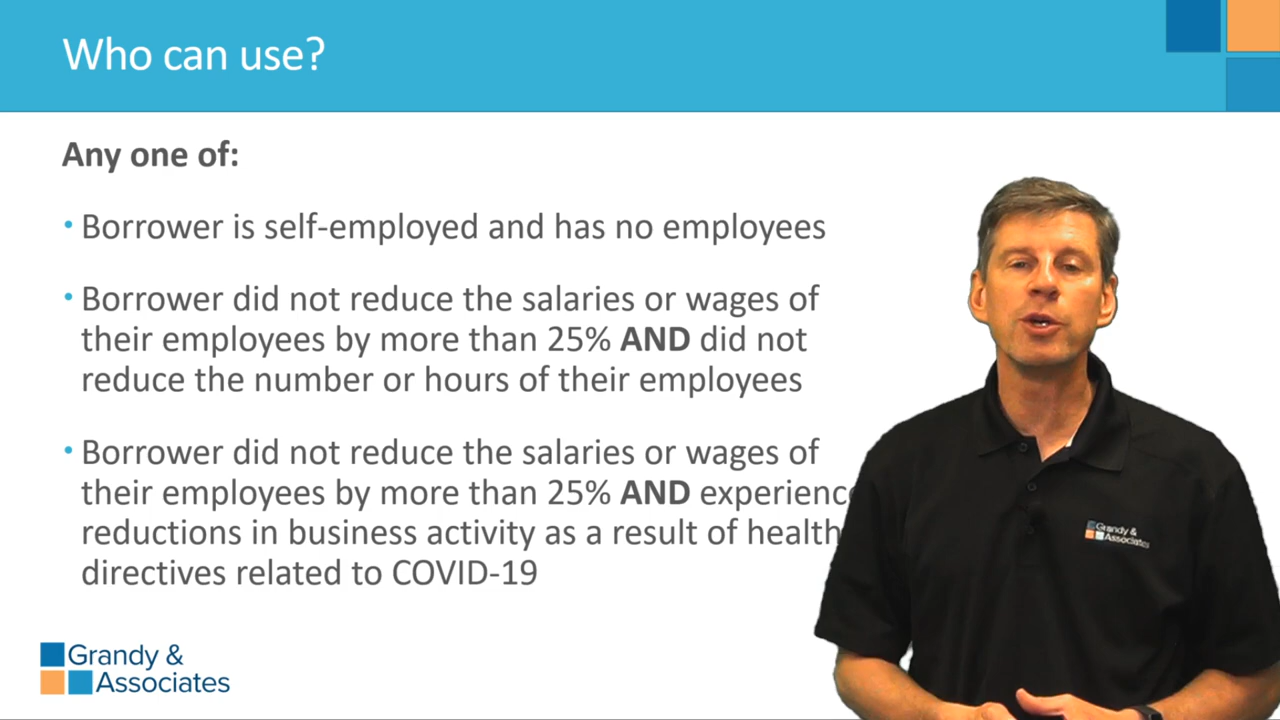 Who can use?
Any one of:
• Borrower is self-employed and has no employees
• Borrower did not reduce the salaries or wages of
their employees by more than 25% AND did not
reduce the number or hours of their employees
• Borrower did not reduce the salaries or wages of
their employees by more than 25% AND
reductions in business activity as a result of health
directives related to COVID-19
Grandy &
Associates
Grandy &
Associates